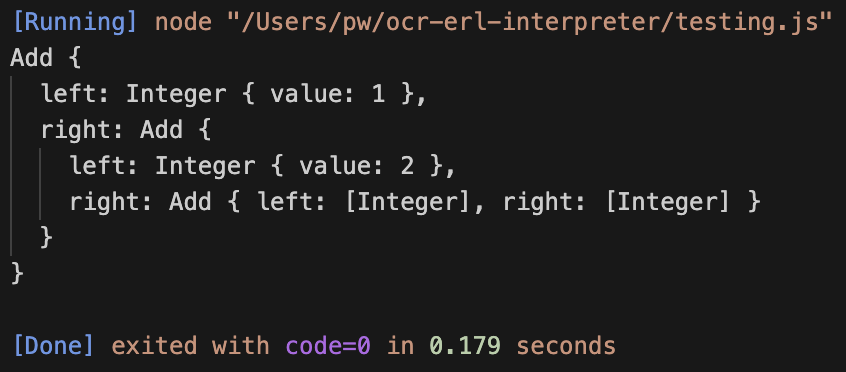 [Running] node "/Users/pw/ocr-erl-interpreter/testing.js"
Add {
  left: Integer { value: 1 },
  right: Add {
    left: Integer { value: 2 },
    right: Add { left: [Integer], right: [Integer] }
  }
}

[Done] exited with code=0 in 0.179 seconds